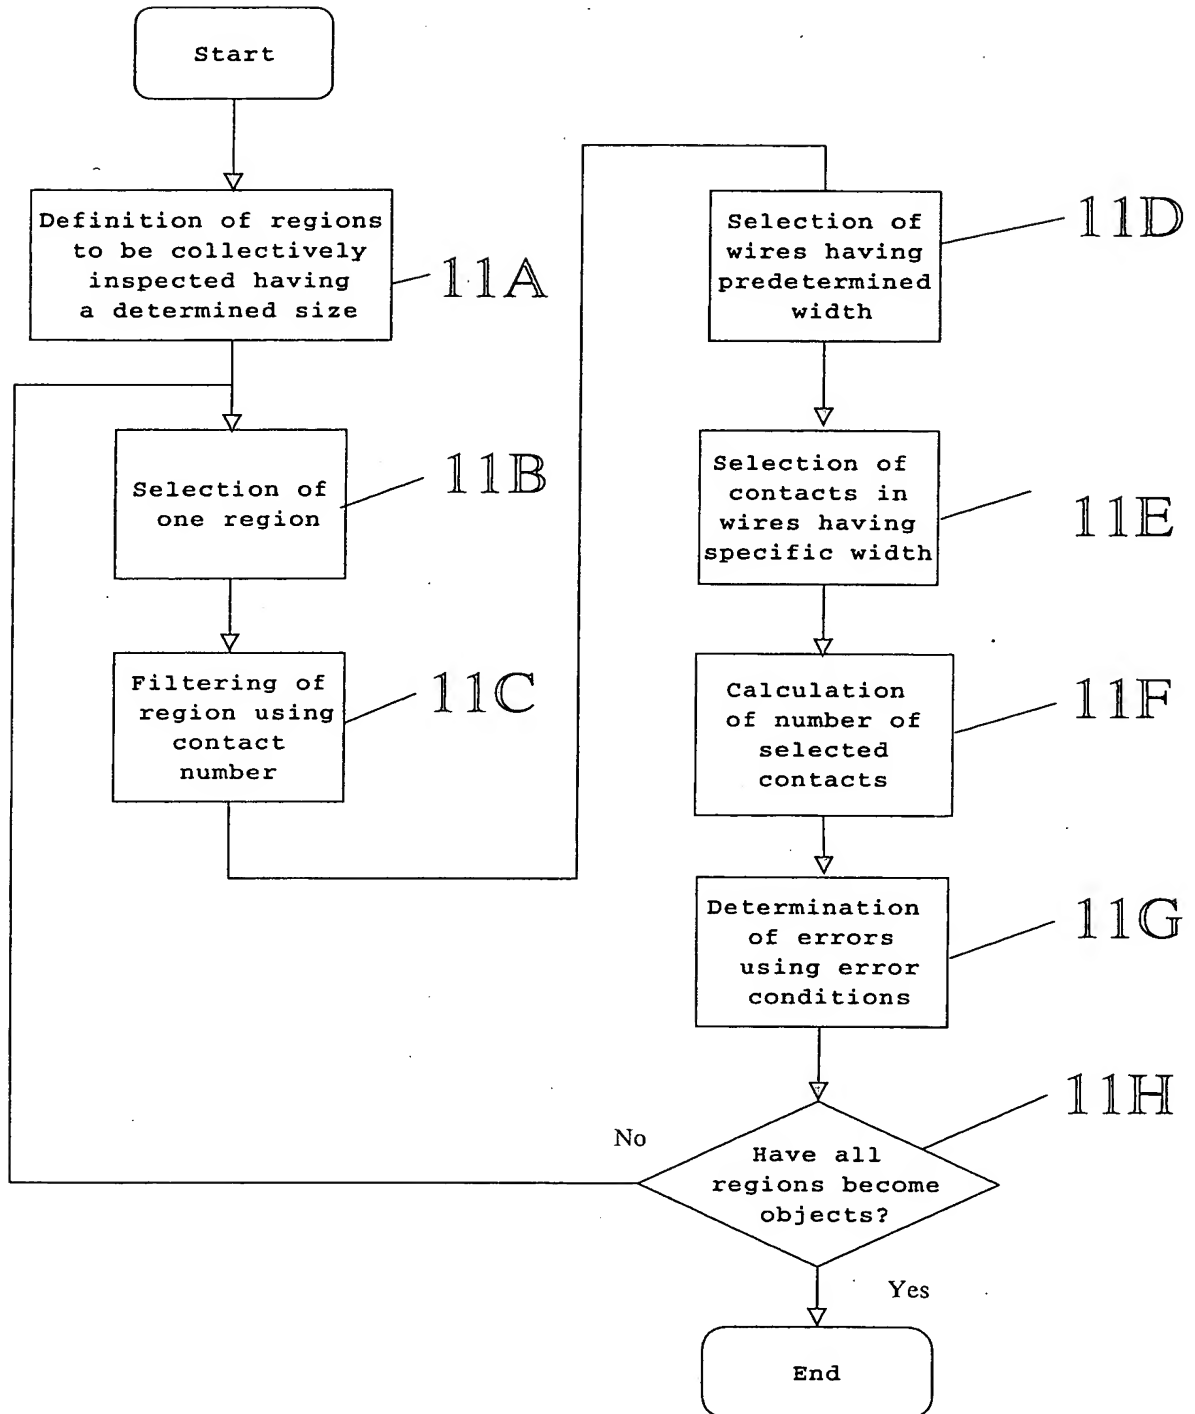 Start
Definition of regions
to be collectively
inspected having
a determined size
11A
Selection of
one region
11B
Filtering of
region using
contact
number
11C
Selection of
wires having
predetermined
width
11D
Selection of
contacts in
wires having
specific width
11E
Calculation
of number of
selected
contacts
11F
Determination
of errors
using error
conditions
11G
Have all
regions become
objects?
11H
No
Yes
End